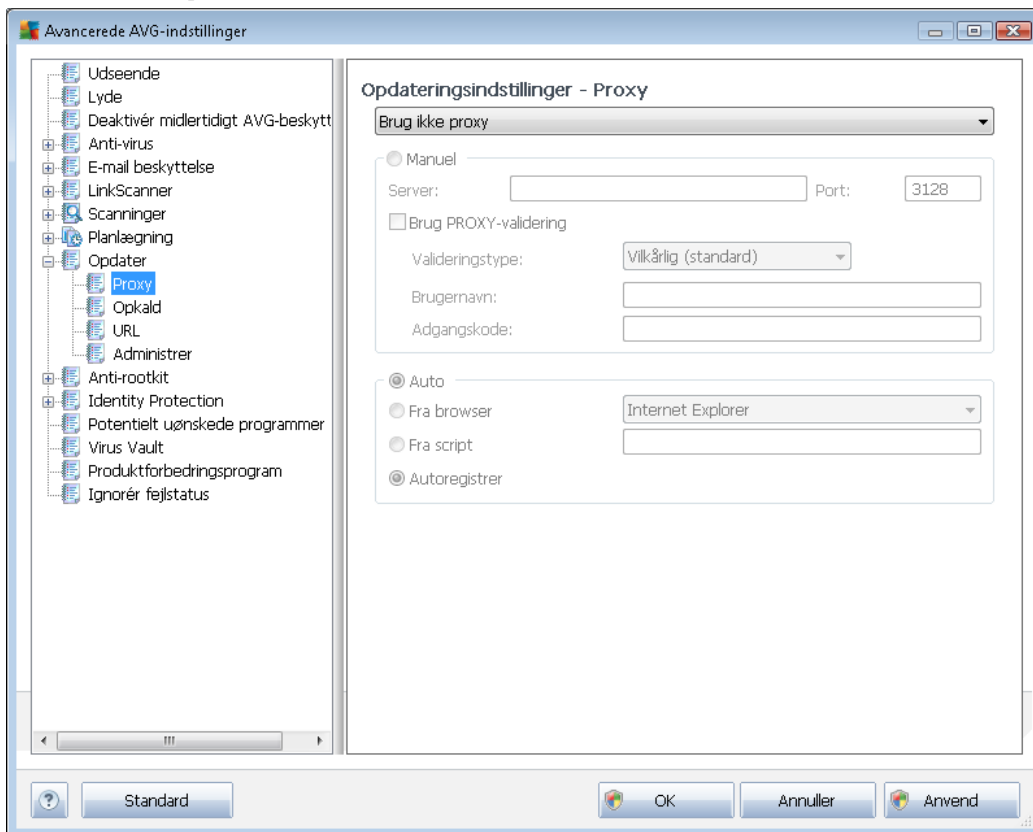 Avancerede AVG-indstillinger
Udseende
Lyde
Deaktivér midlertidigt AVG-beskytt
Anti-virus
E-mail beskyttelse
LinkScanner
Scanninger
Planlægning
Opdater
Proxy
Opkald
URL
Administrer
Anti-rootkit
Identity Protection
Potentielt uønskede programmer
Virus Vault
Produktforbedringsprogram
Ignorér fejlstatus
Opdateringsindstillinger - Proxy
Brug ikke proxy
Manuel
Server: Port: 3128
Brug PROXY-validering
Valideringstype: Vilkårlig (standard)
Brugernavn:
Adgangskode:
Auto
Fra browser Internet Explorer
Fra script
Autoregistrer
? Standard OK Annuller Anvend